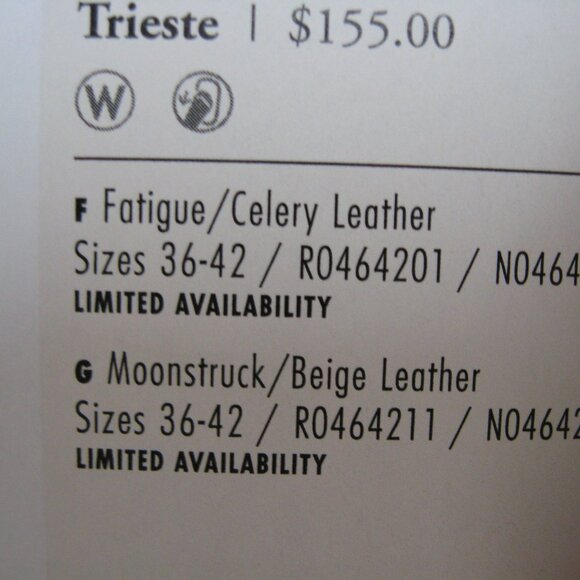 Trieste | $155.00
W
F Fatigue/Celery Leather
Sizes 36-42 / R0464201 / N0464
LIMITED AVAILABILITY
G Moonstruck/Beige Leather
Sizes 36-42 / R0464211 / N0464
LIMITED AVAILABILITY